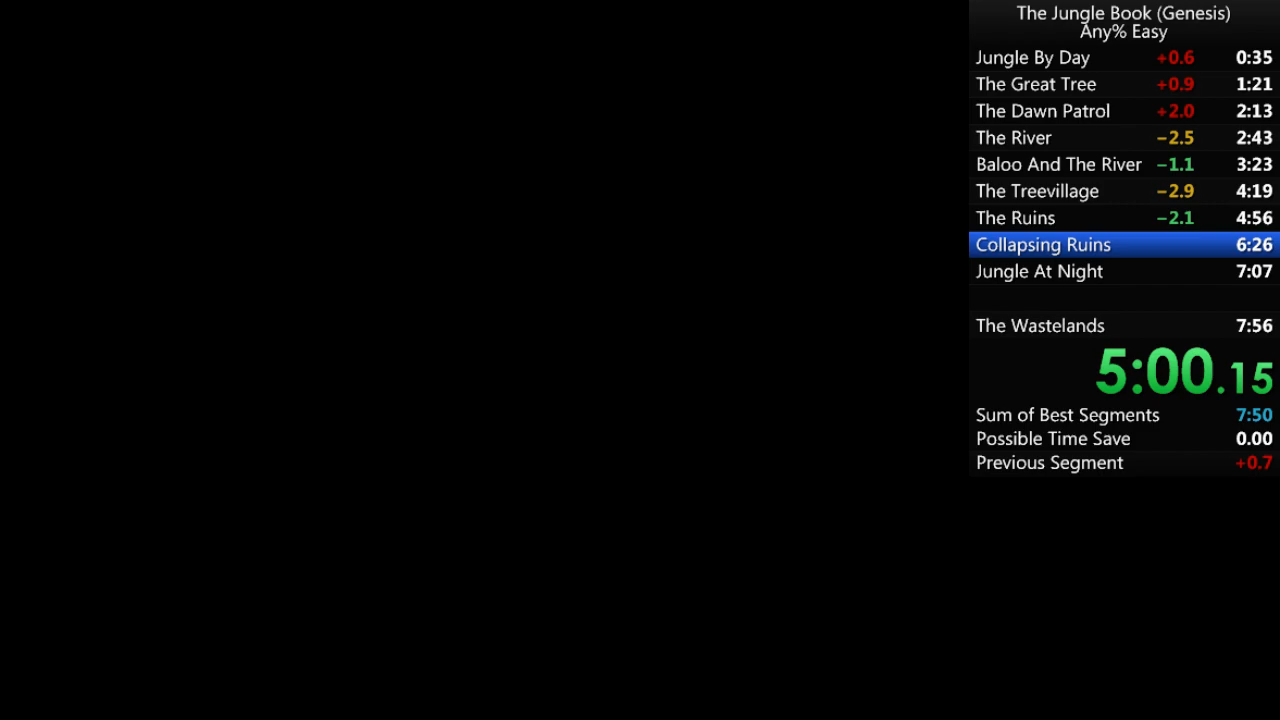 The Jungle Book (Genesis)
Any% Easy
Jungle By Day +0.6 0:35
The Great Tree +0.9 1:21
The Dawn Patrol +2.0 2:13
The River −2.5 2:43
Baloo And The River −1.1 3:23
The Treevillage −2.9 4:19
The Ruins −2.1 4:56
Collapsing Ruins 6:26
Jungle At Night 7:07
The Wastelands 7:56
5:00.15
Sum of Best Segments 7:50
Possible Time Save 0.00
Previous Segment +0.7